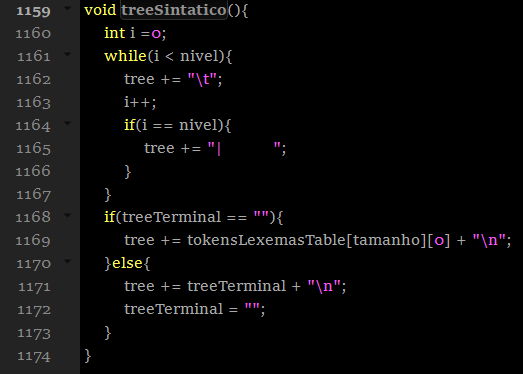 1159 void treeSintatico(){
1160 int i =0;
1161 while(i < nivel){
1162 tree += "\t";
1163 i++;
1164 if(i == nivel){
1165 tree += "|          ";
1166 }
1167 }
1168 if(treeTerminal == ""){
1169 tree += tokensLexemasTable[tamanho][0] + "\n";
1170 }else{
1171 tree += treeTerminal + "\n";
1172 treeTerminal = "";
1173 }
1174 }